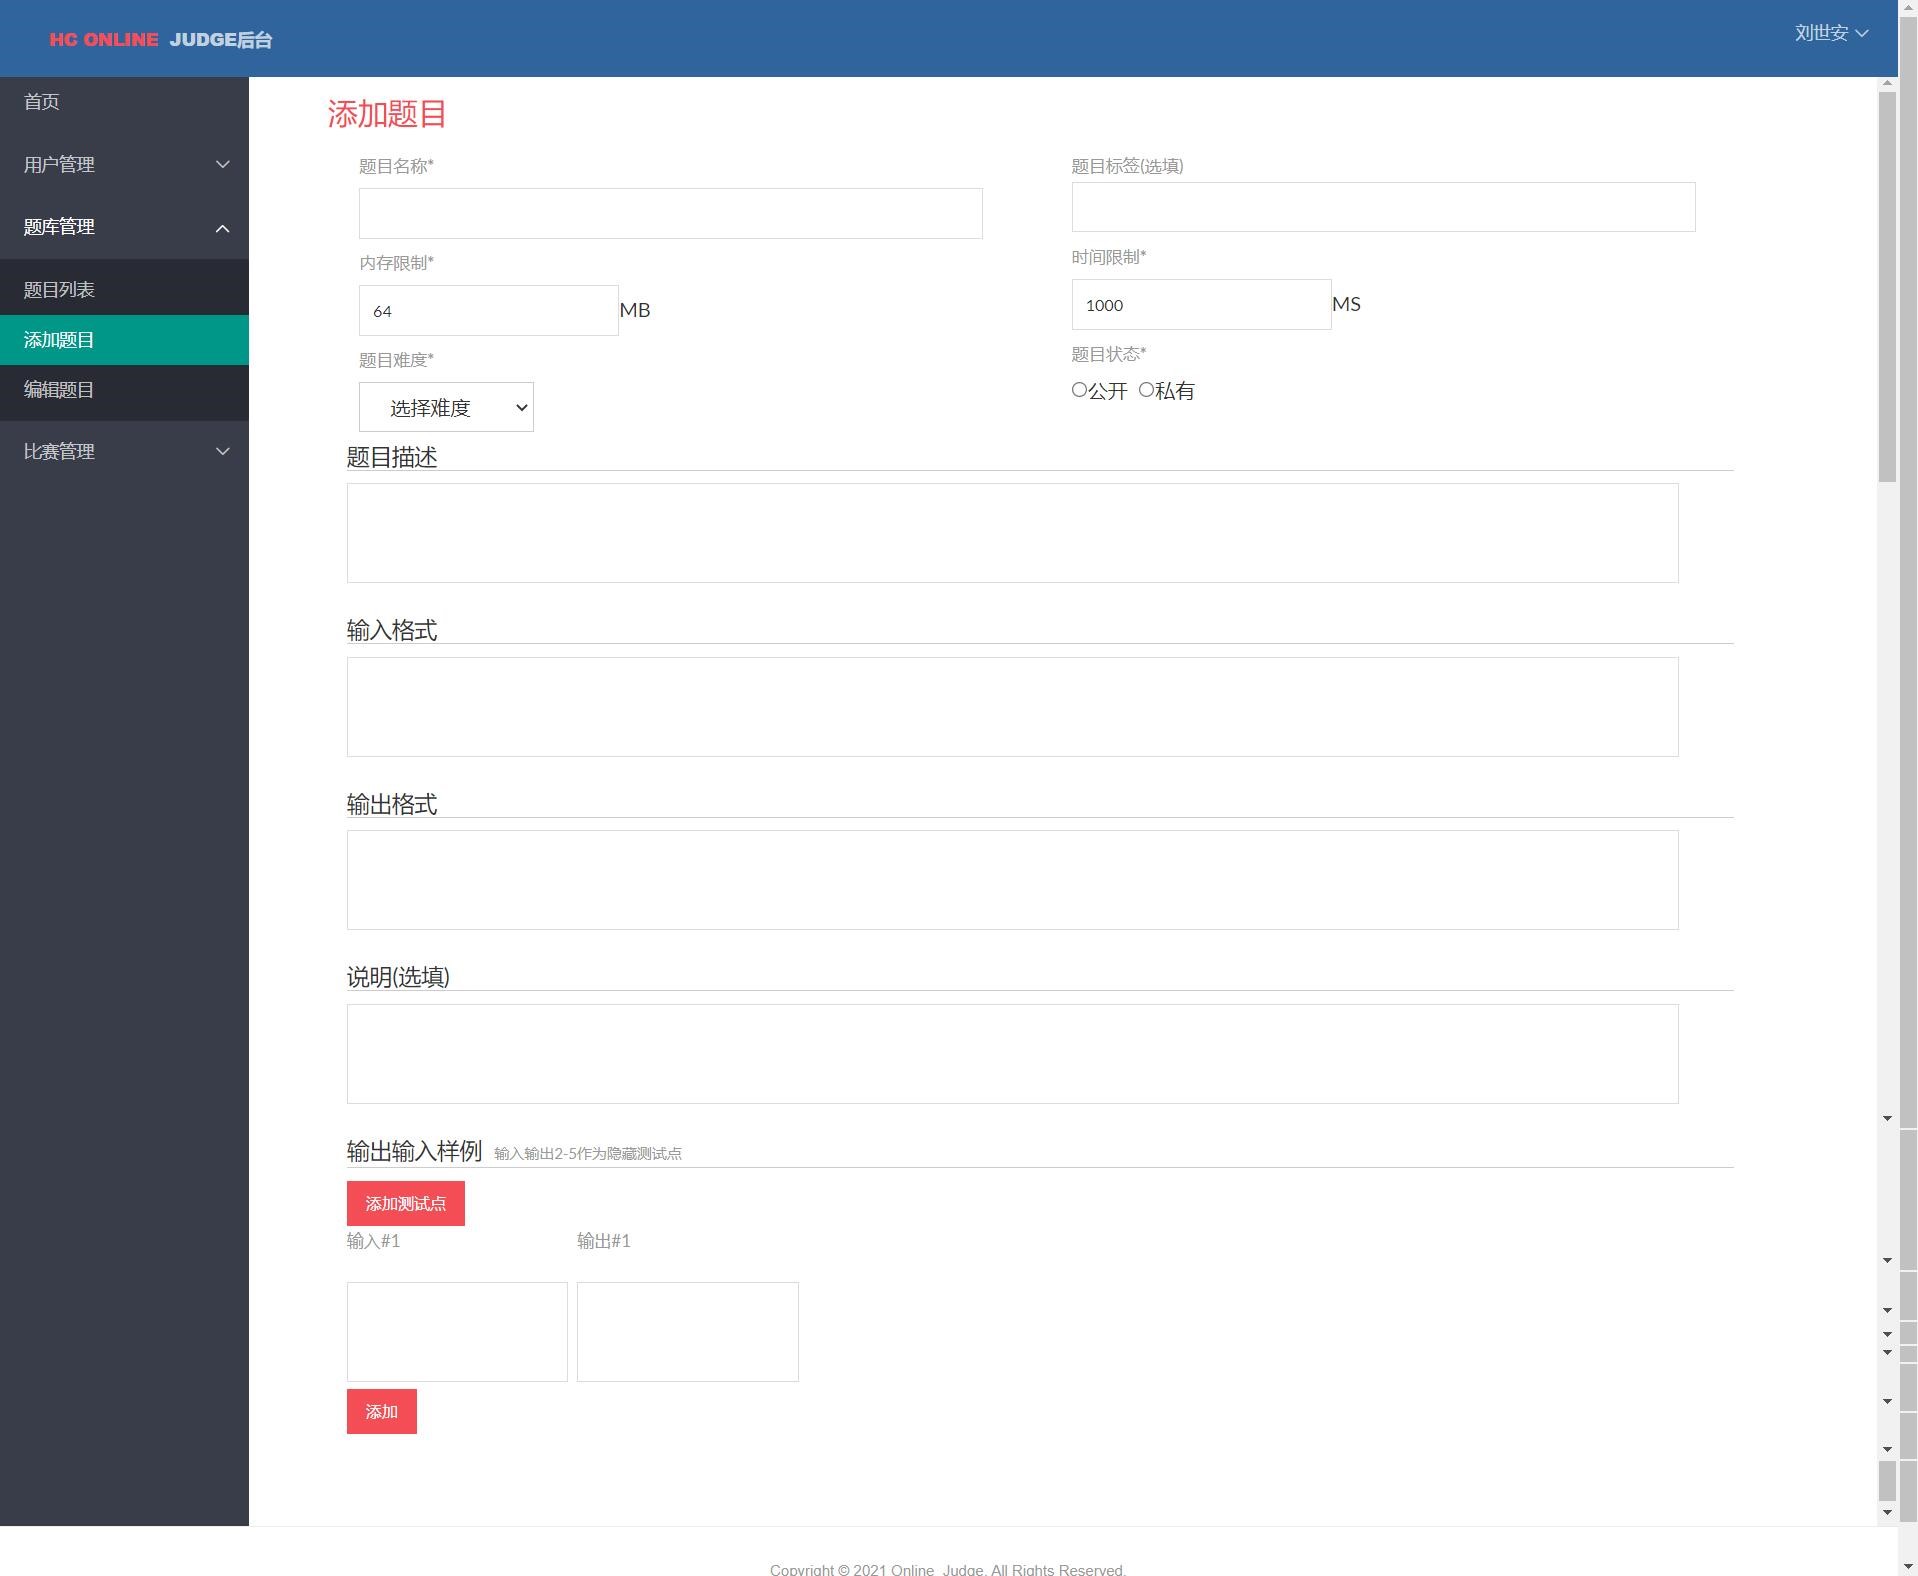 HC ONLINE JUDGE后台
刘世安
首页
用户管理
题库管理
题目列表
添加题目
编辑题目
比赛管理
添加题目
题目名称*
题目标签(选填)
内存限制*
时间限制*
64 MB
1000 MS
题目难度*
题目状态*
选择难度
公开 私有
题目描述
输入格式
输出格式
说明(选填)
输出输入样例 输入输出2-5作为隐藏测试点
添加测试点
输入#1 输出#1
添加
Copyright © 2021 Online_Judge. All Rights Reserved.